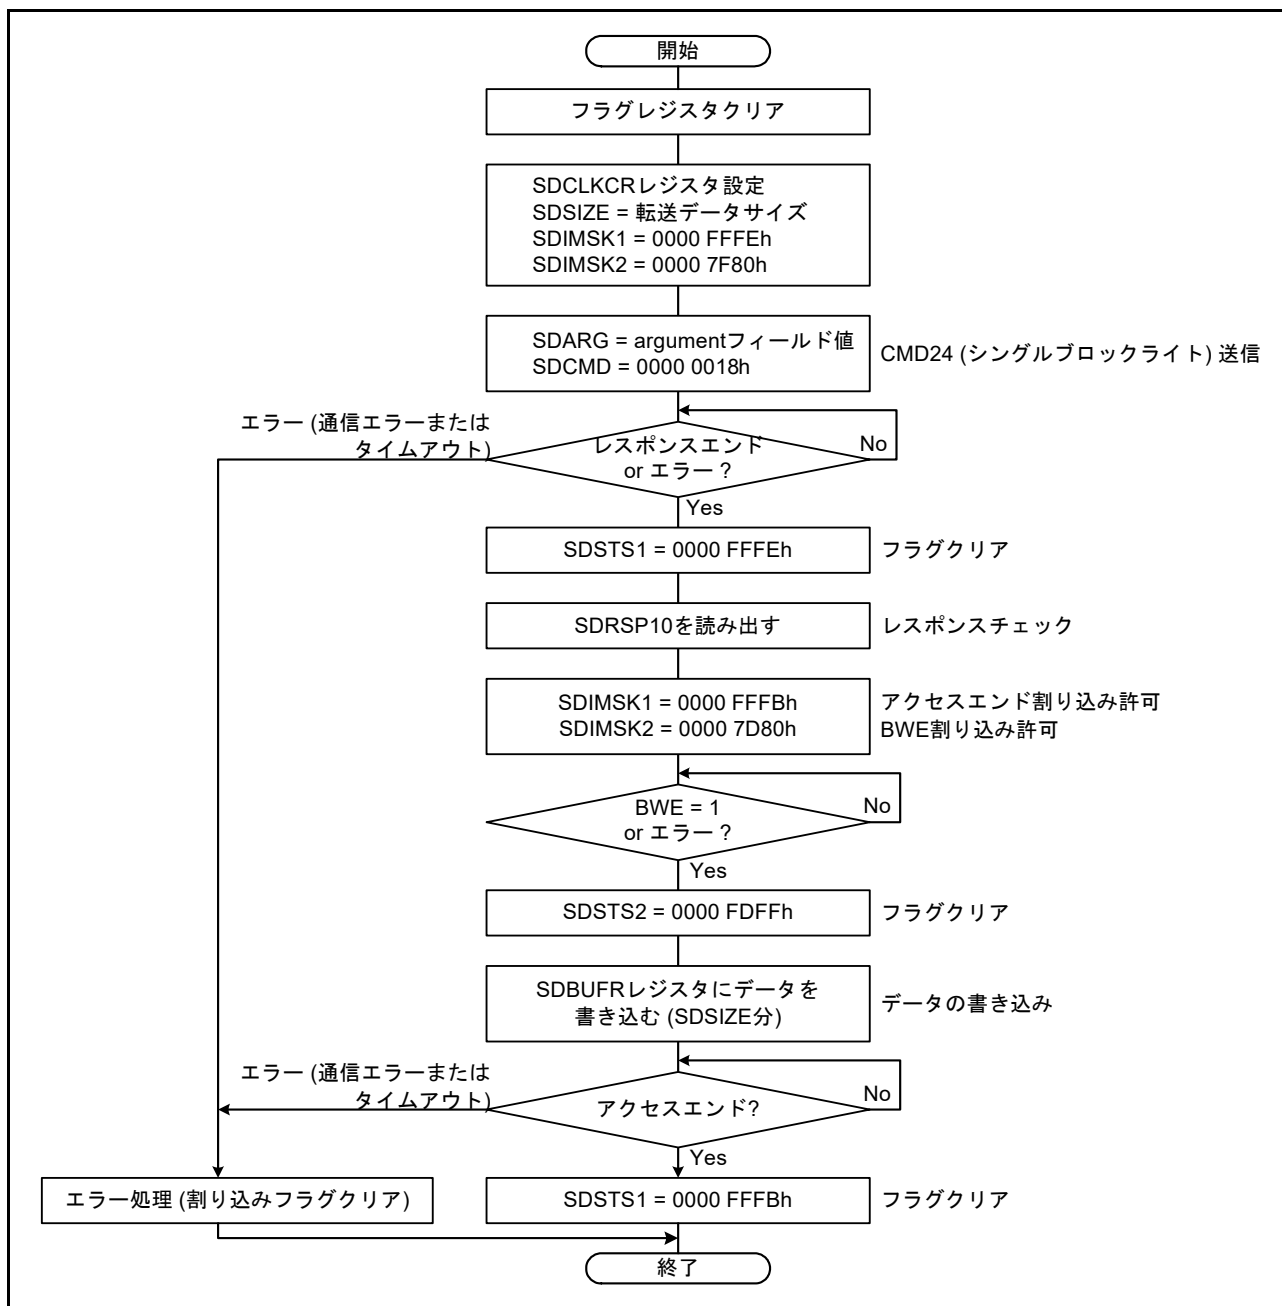 開始
フラグレジスタクリア
SDCLKCRレジスタ設定
SDSIZE = 転送データサイズ
SDIMSK1 = 0000 FFFEh
SDIMSK2 = 0000 7F80h
SDARG = argumentフィールド値
SDCMD = 0000 0018h
CMD24 (シングルブロックライト) 送信
エラー (通信エラーまたは
タイムアウト)
レスポンスエンド
or エラー ?
No
Yes
SDSTS1 = 0000 FFFEh
フラグクリア
SDRSP10を読み出す
レスポンスチェック
SDIMSK1 = 0000 FFFBh
SDIMSK2 = 0000 7D80h
アクセスエンド割り込み許可
BWE割り込み許可
BWE = 1
or エラー ?
No
Yes
SDSTS2 = 0000 FDFFh
フラグクリア
SDBUFRレジスタにデータを
書き込む (SDSIZE分)
データの書き込み
エラー (通信エラーまたは
タイムアウト)
アクセスエンド?
No
Yes
エラー処理 (割り込みフラグクリア)
SDSTS1 = 0000 FFFBh
フラグクリア
終了